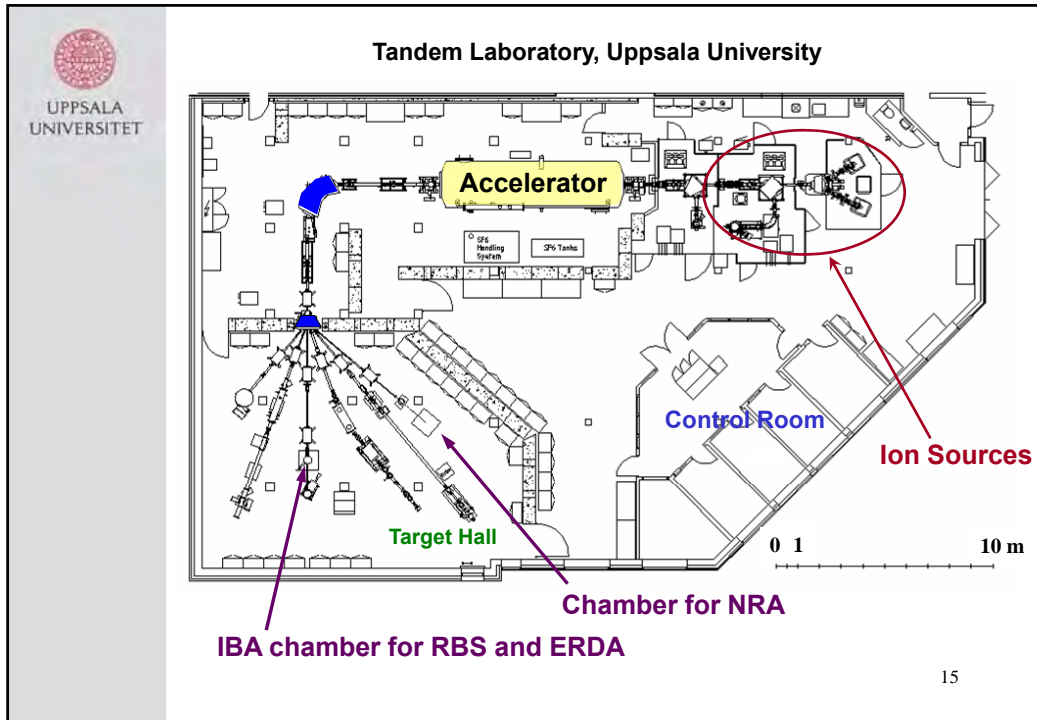 Tandem Laboratory, Uppsala University
UPPSALA
UNIVERSITET
Accelerator
SF6
Handling
System
SF6 Tanks
Control Room
Ion Sources
Target Hall
0 1 10 m
Chamber for NRA
IBA chamber for RBS and ERDA
15